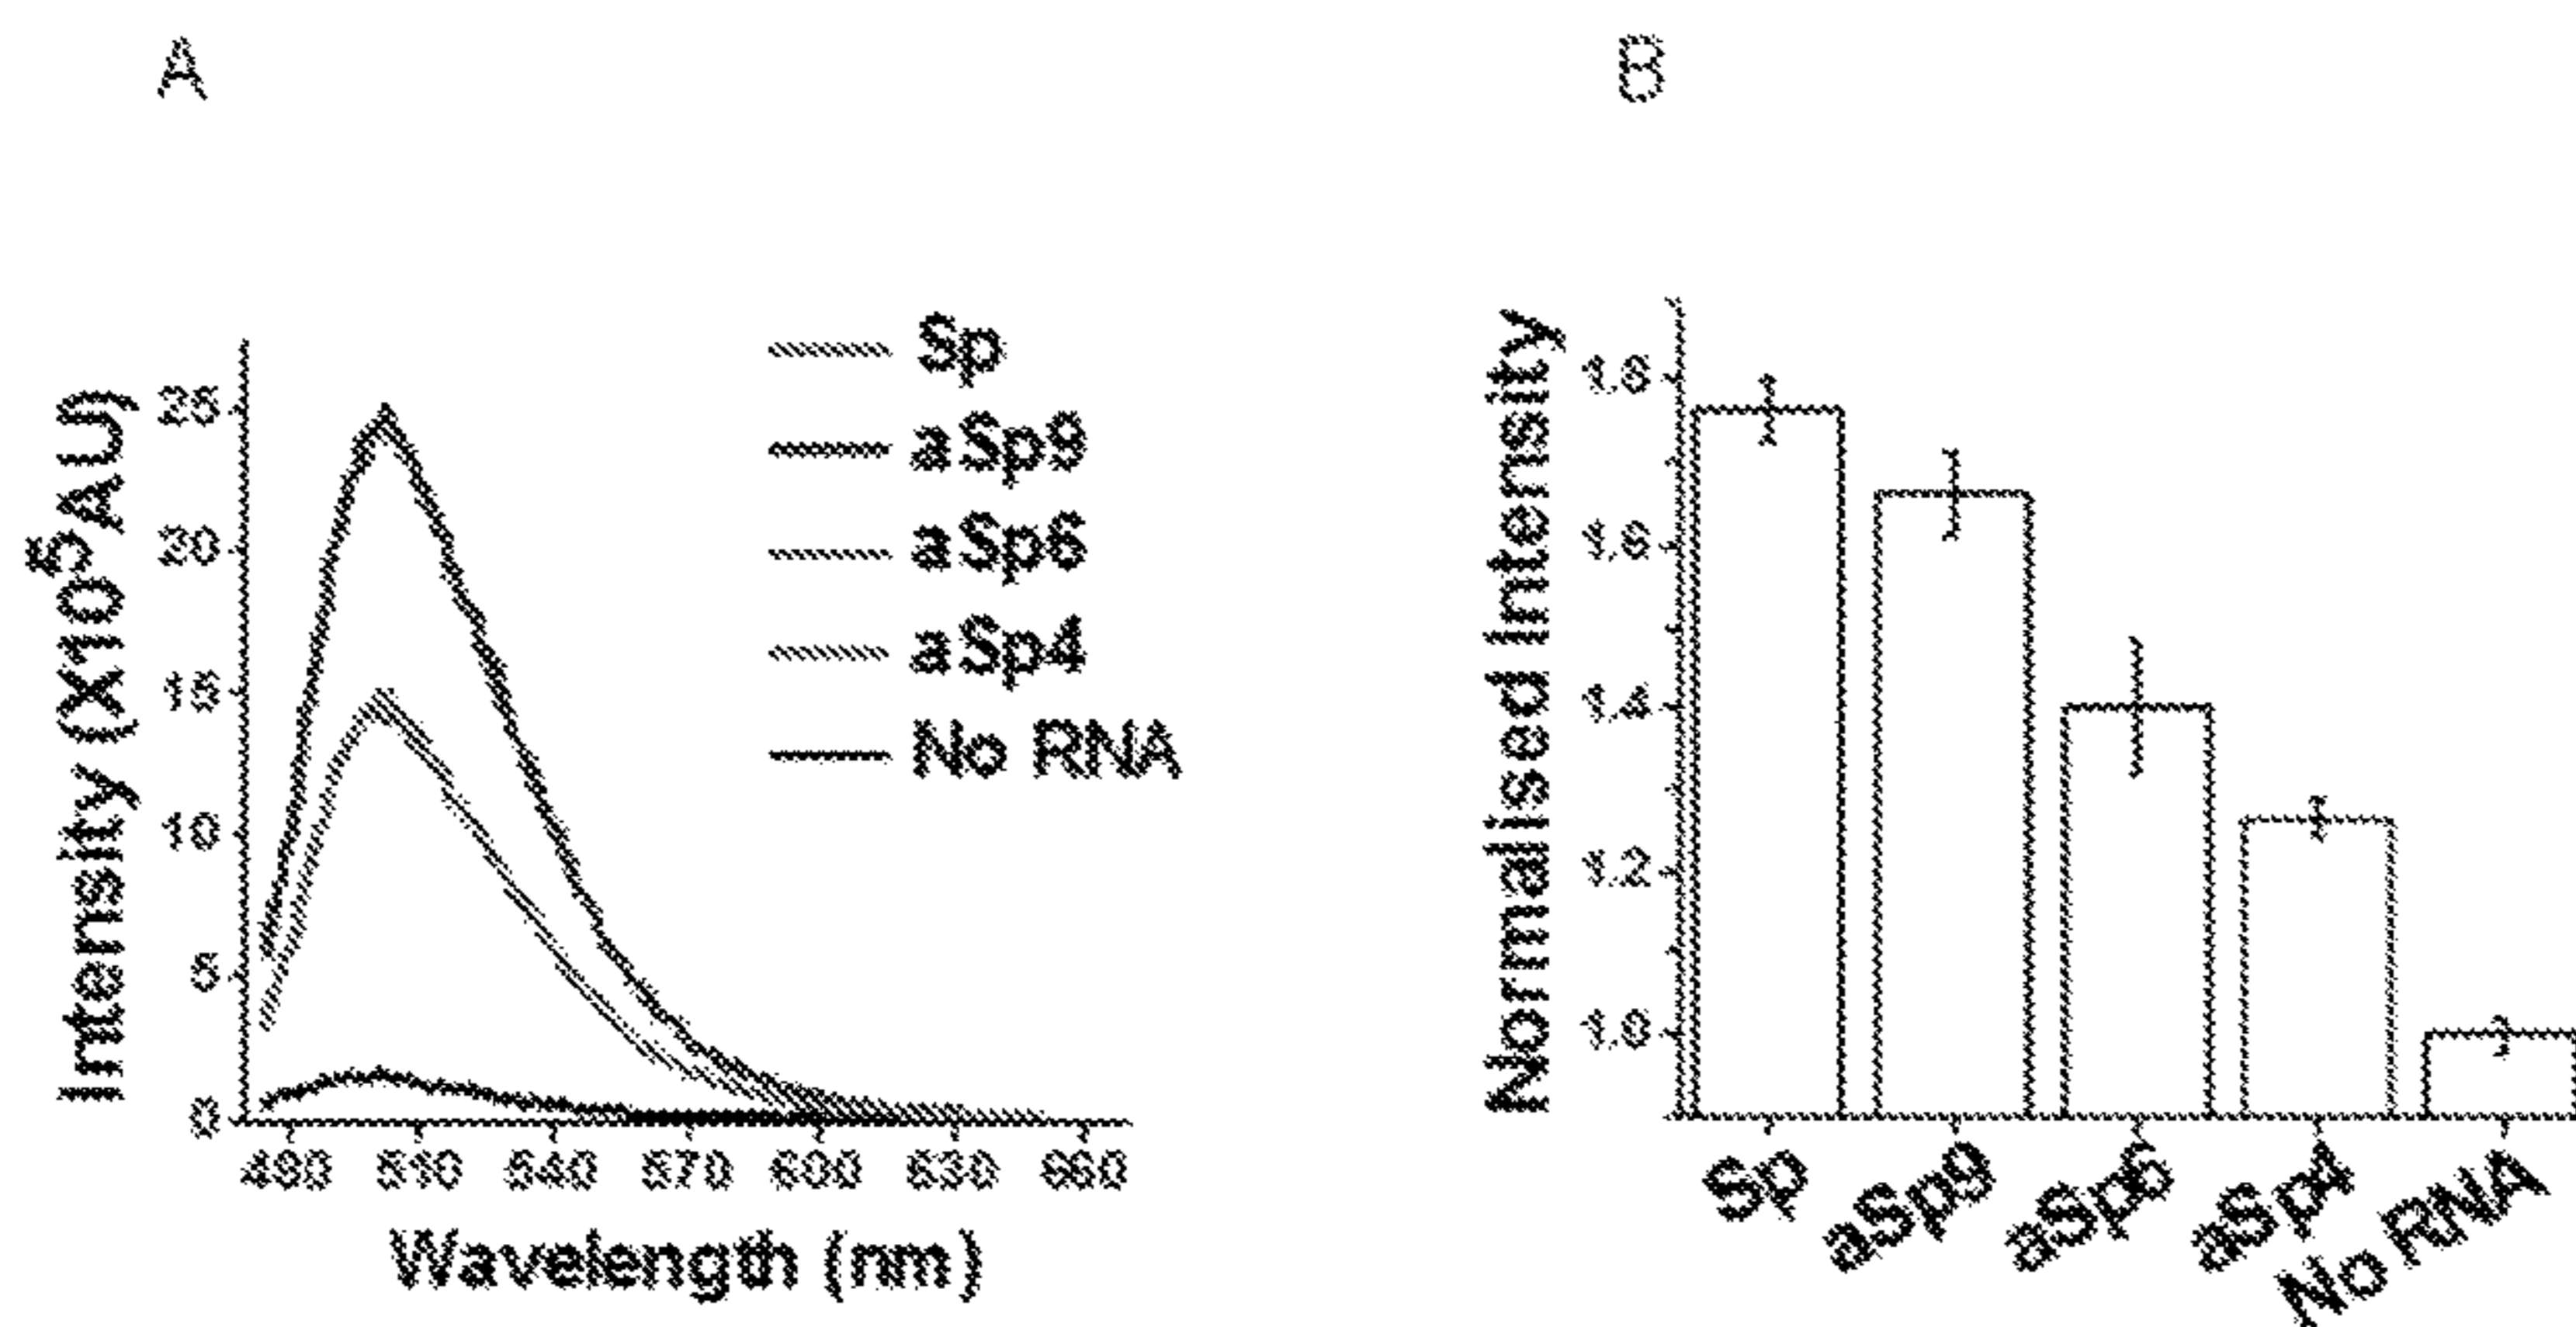 A
B
Intensity (X10⁵AU)
25
20
15
10
5
0
480
510
540
570
600
630
660
Wavelength (nm)
Sp
aSp9
aSp6
aSp4
No RNA
Normalised Intensity
1.8
1.6
1.4
1.2
1.0
Sp
aSp9
aSp6
aSp4
No RNA